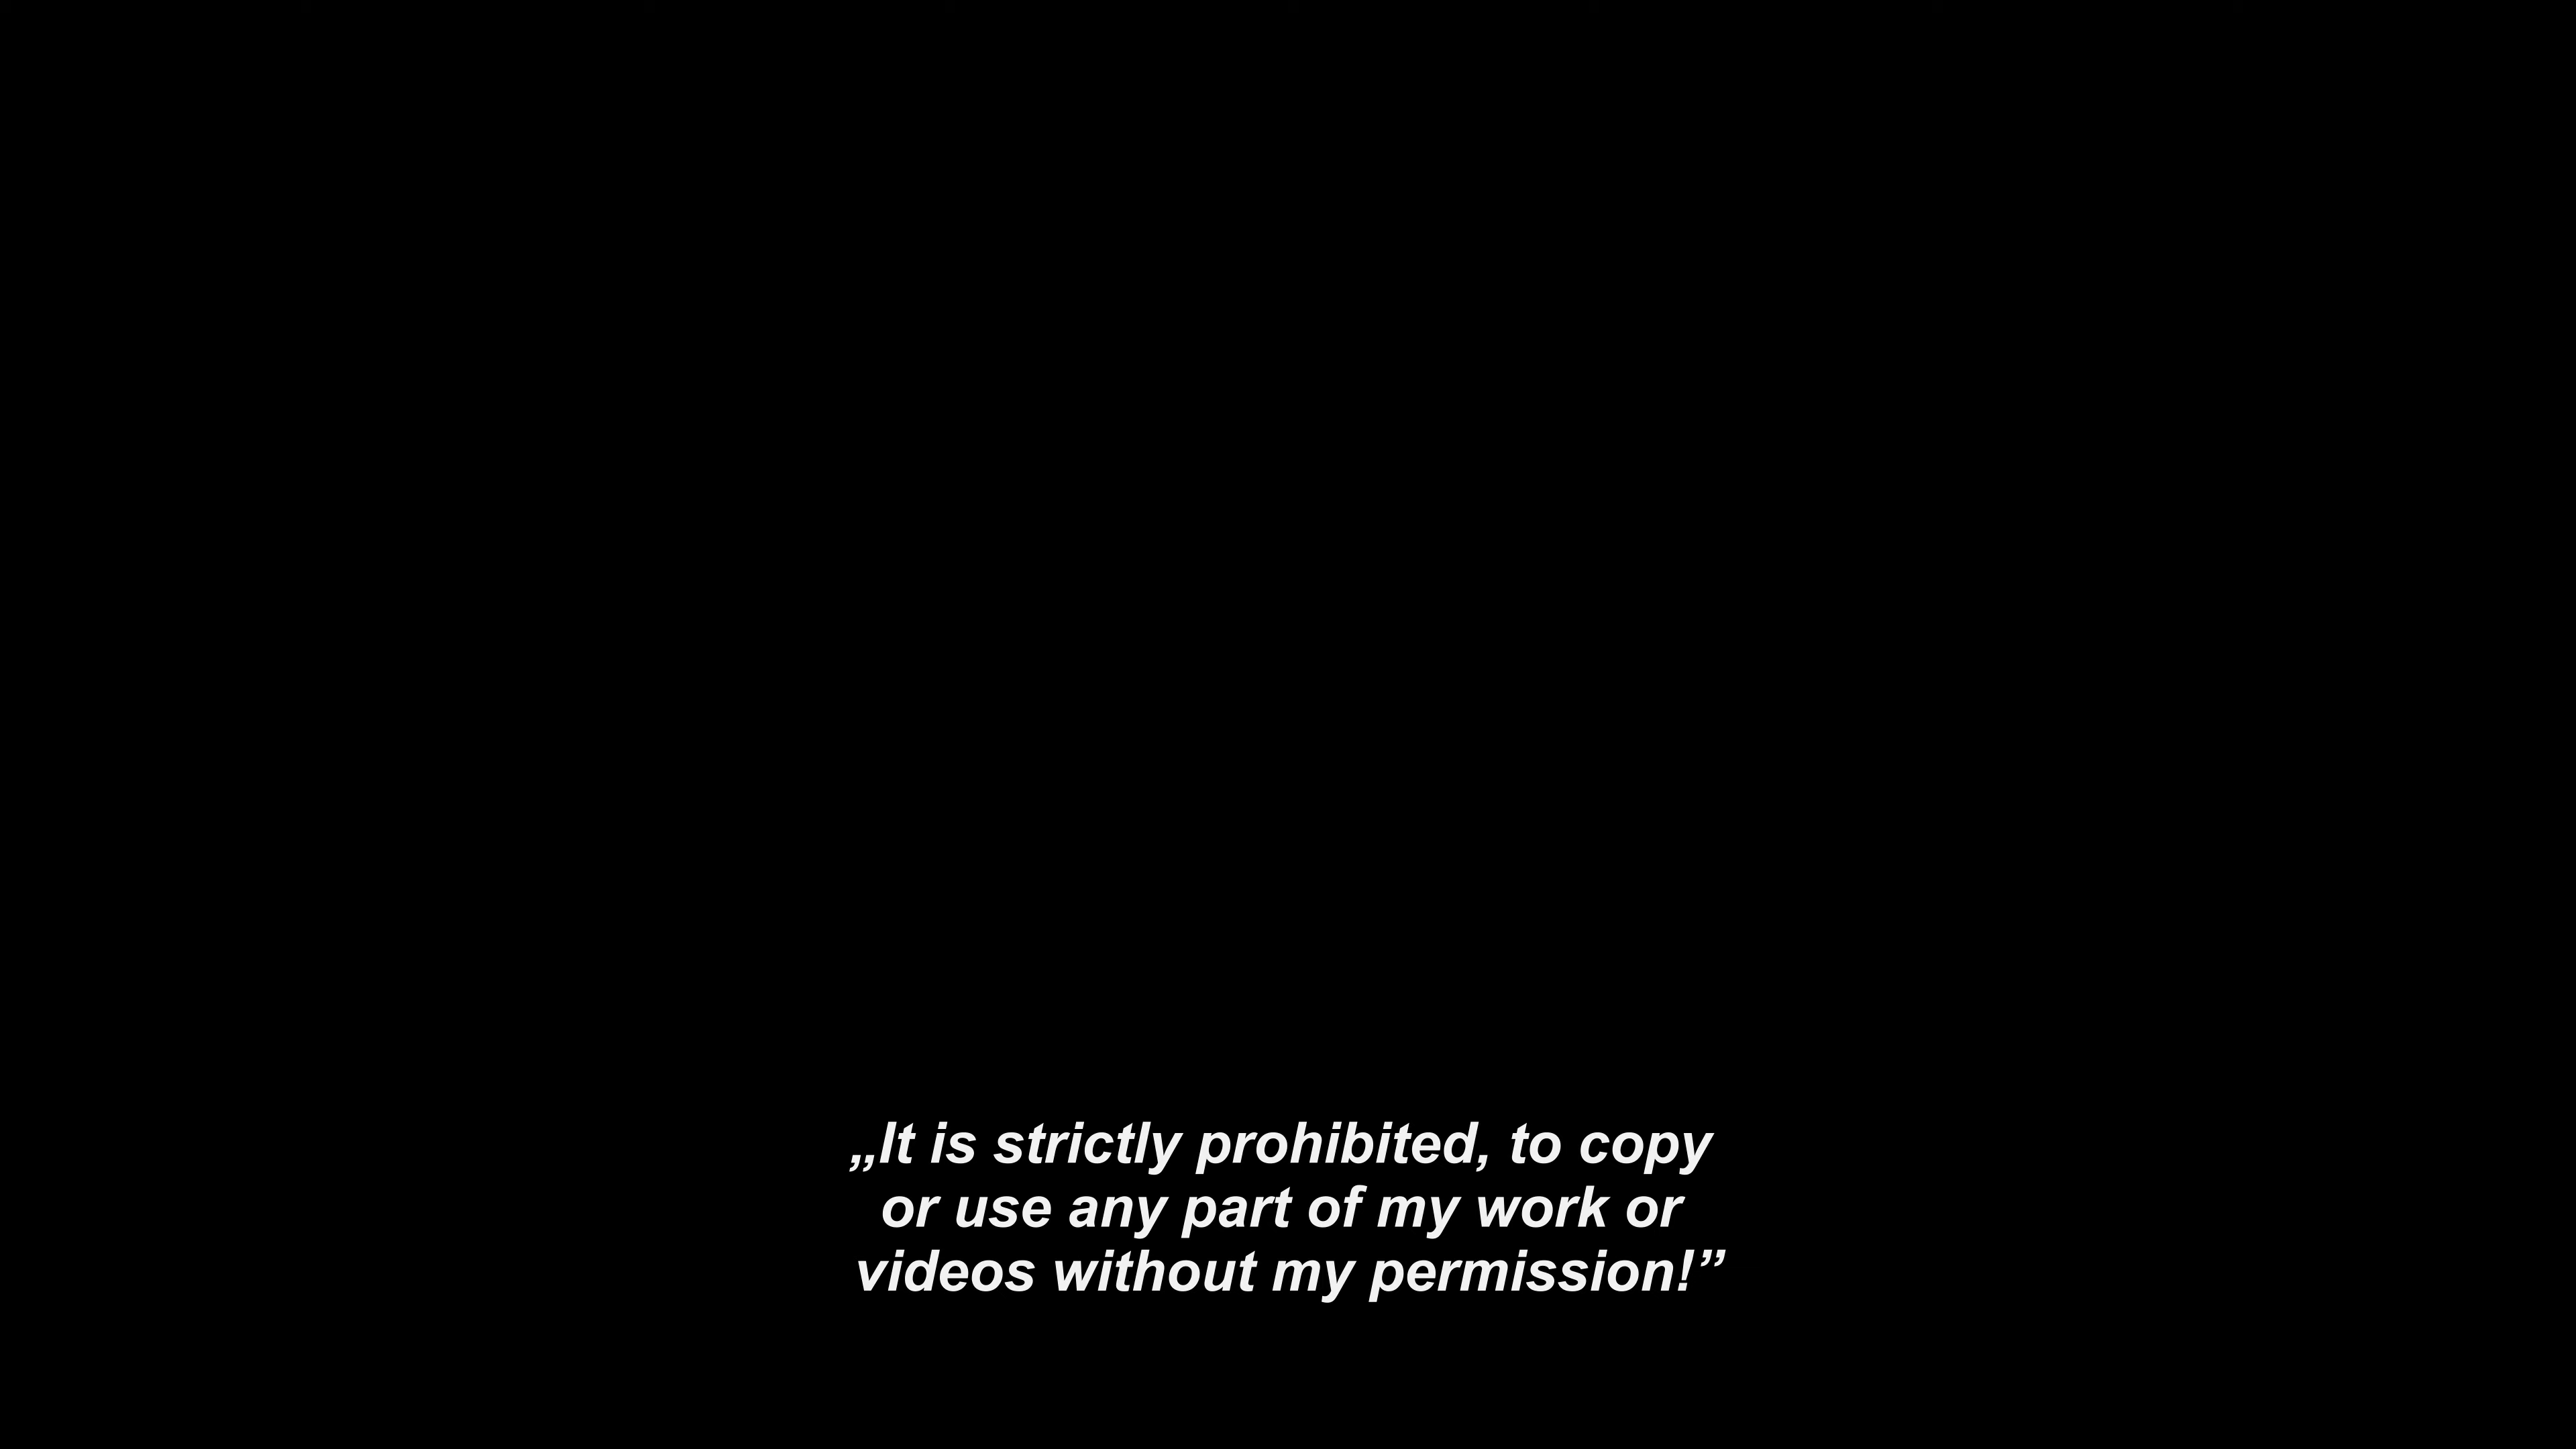 „It is strictly prohibited, to copy
or use any part of my work or
videos without my permission!”